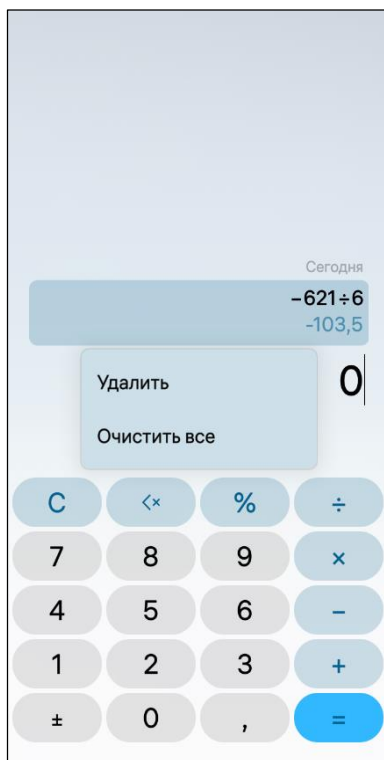 Сегодня
−621÷6
-103,5
0
Удалить
Очистить все
C <× % ÷
7 8 9 ×
4 5 6 −
1 2 3 +
± 0 , =